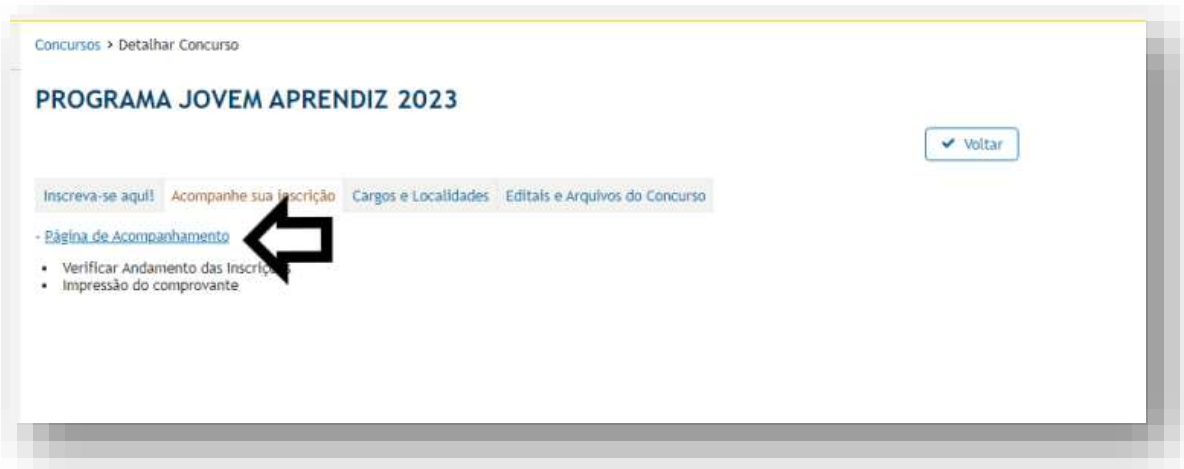 Concursos > Detalhar Concurso
PROGRAMA JOVEM APRENDIZ 2023
✔ Voltar
Inscreva-se aqui! Acompanhe sua inscrição Cargos e Localidades Editais e Arquivos do Concurso
- Página de Acompanhamento
• Verificar Andamento das Inscrições
• Impressão do comprovante